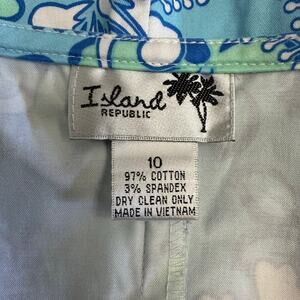 Island
REPUBLIC
10
97% COTTON
3% SPANDEX
DRY CLEAN ONLY
MADE IN VIETNAM